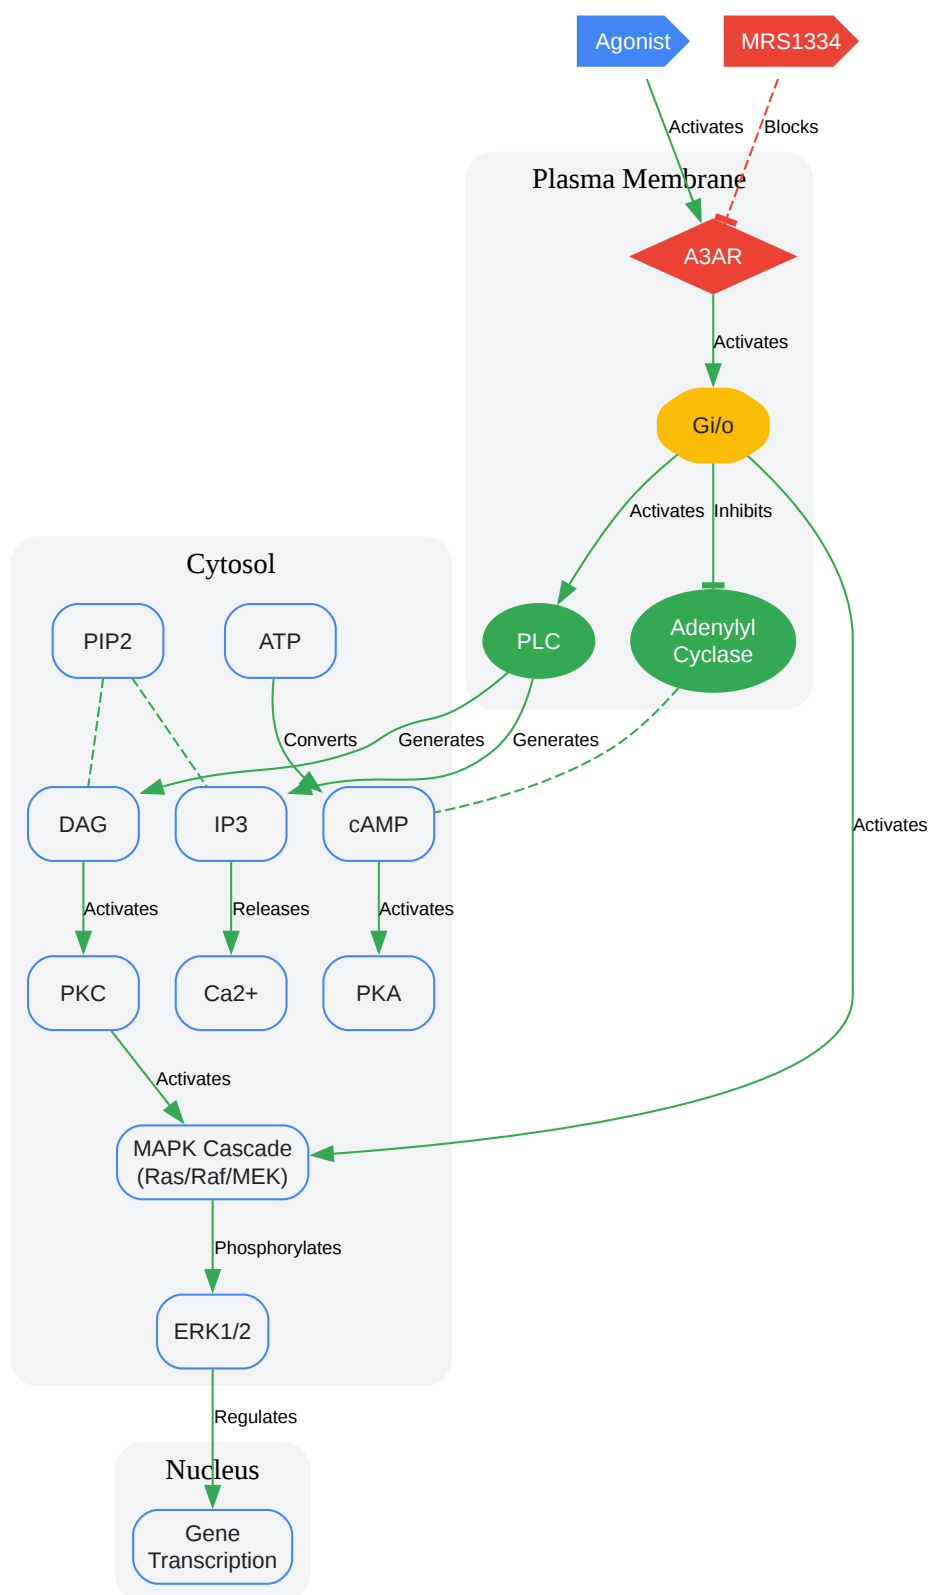 Agonist
MRS1334
Activates
Blocks
Plasma Membrane
A3AR
Activates
Gi/o
Activates
Inhibits
Cytosol
PIP2
ATP
PLC
Adenylyl
Cyclase
Converts
Generates
Generates
DAG
IP3
cAMP
Activates
Activates
Releases
Activates
PKC
Ca2+
PKA
Activates
MAPK Cascade
(Ras/Raf/MEK)
Phosphorylates
ERK1/2
Regulates
Nucleus
Gene
Transcription